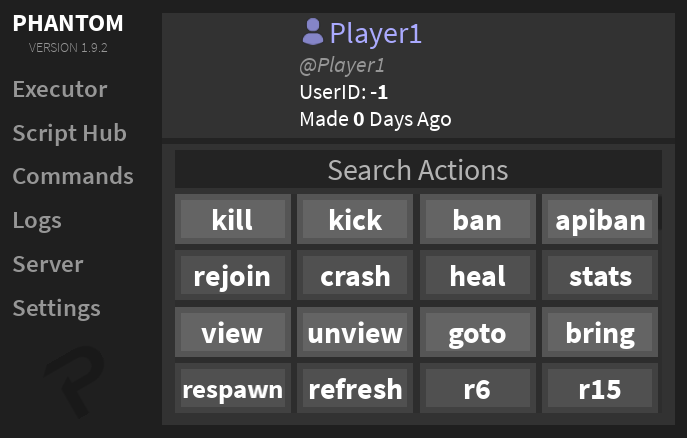 PHANTOM
VERSION 1.9.2
Executor
Script Hub
Commands
Logs
Server
Settings
Player1
@Player1
UserID: -1
Made 0 Days Ago
Search Actions
kill kick ban apiban
rejoin crash heal stats
view unview goto bring
respawn refresh r6 r15